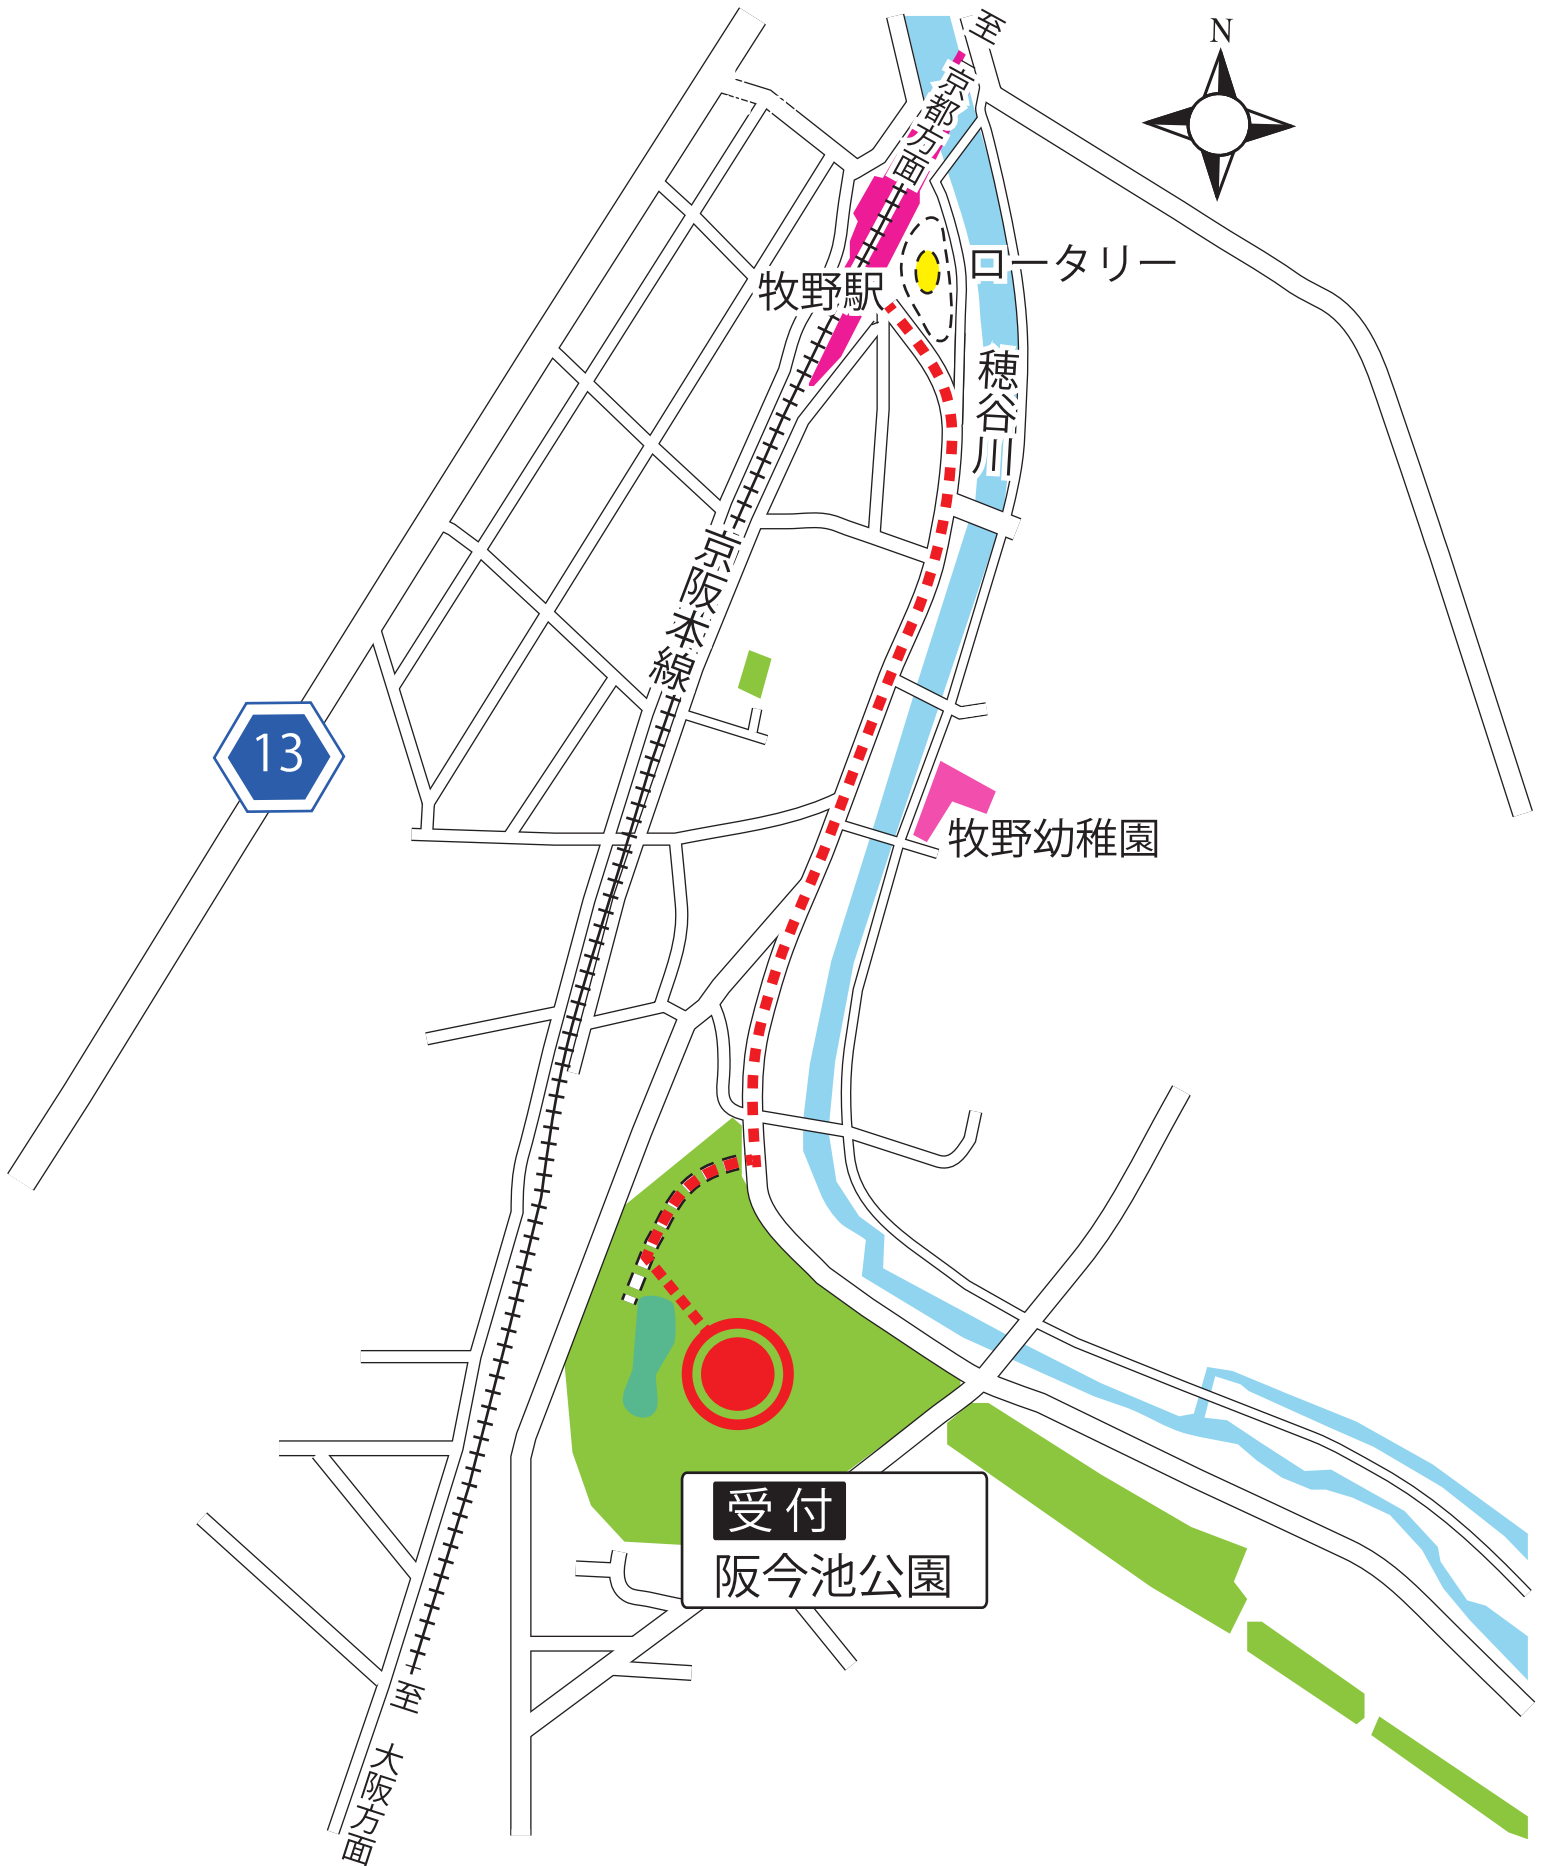 至 京都方面
N
ロータリー
牧野駅
穂谷川
京阪本線
13
牧野幼稚園
受付
阪今池公園
至 大阪方面